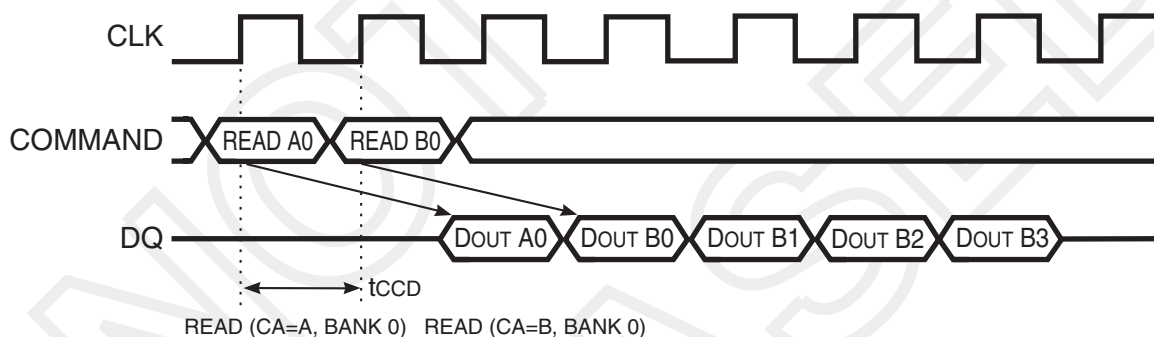 CLK
COMMAND READ A0 READ B0
DQ DOUT A0 DOUT B0 DOUT B1 DOUT B2 DOUT B3
tCCD
READ (CA=A, BANK 0) READ (CA=B, BANK 0)